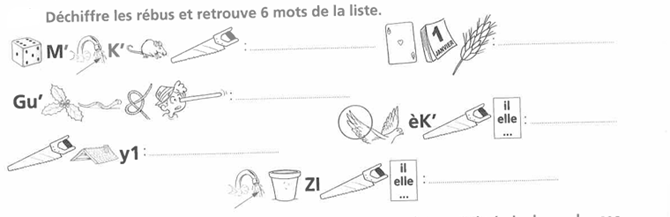 Déchiffre les rébus et retrouve 6 mots de la liste.
M' K' :
1 JANVIER :
Gu' :
èK' il elle ... :
y1 :
ZI il elle ... :